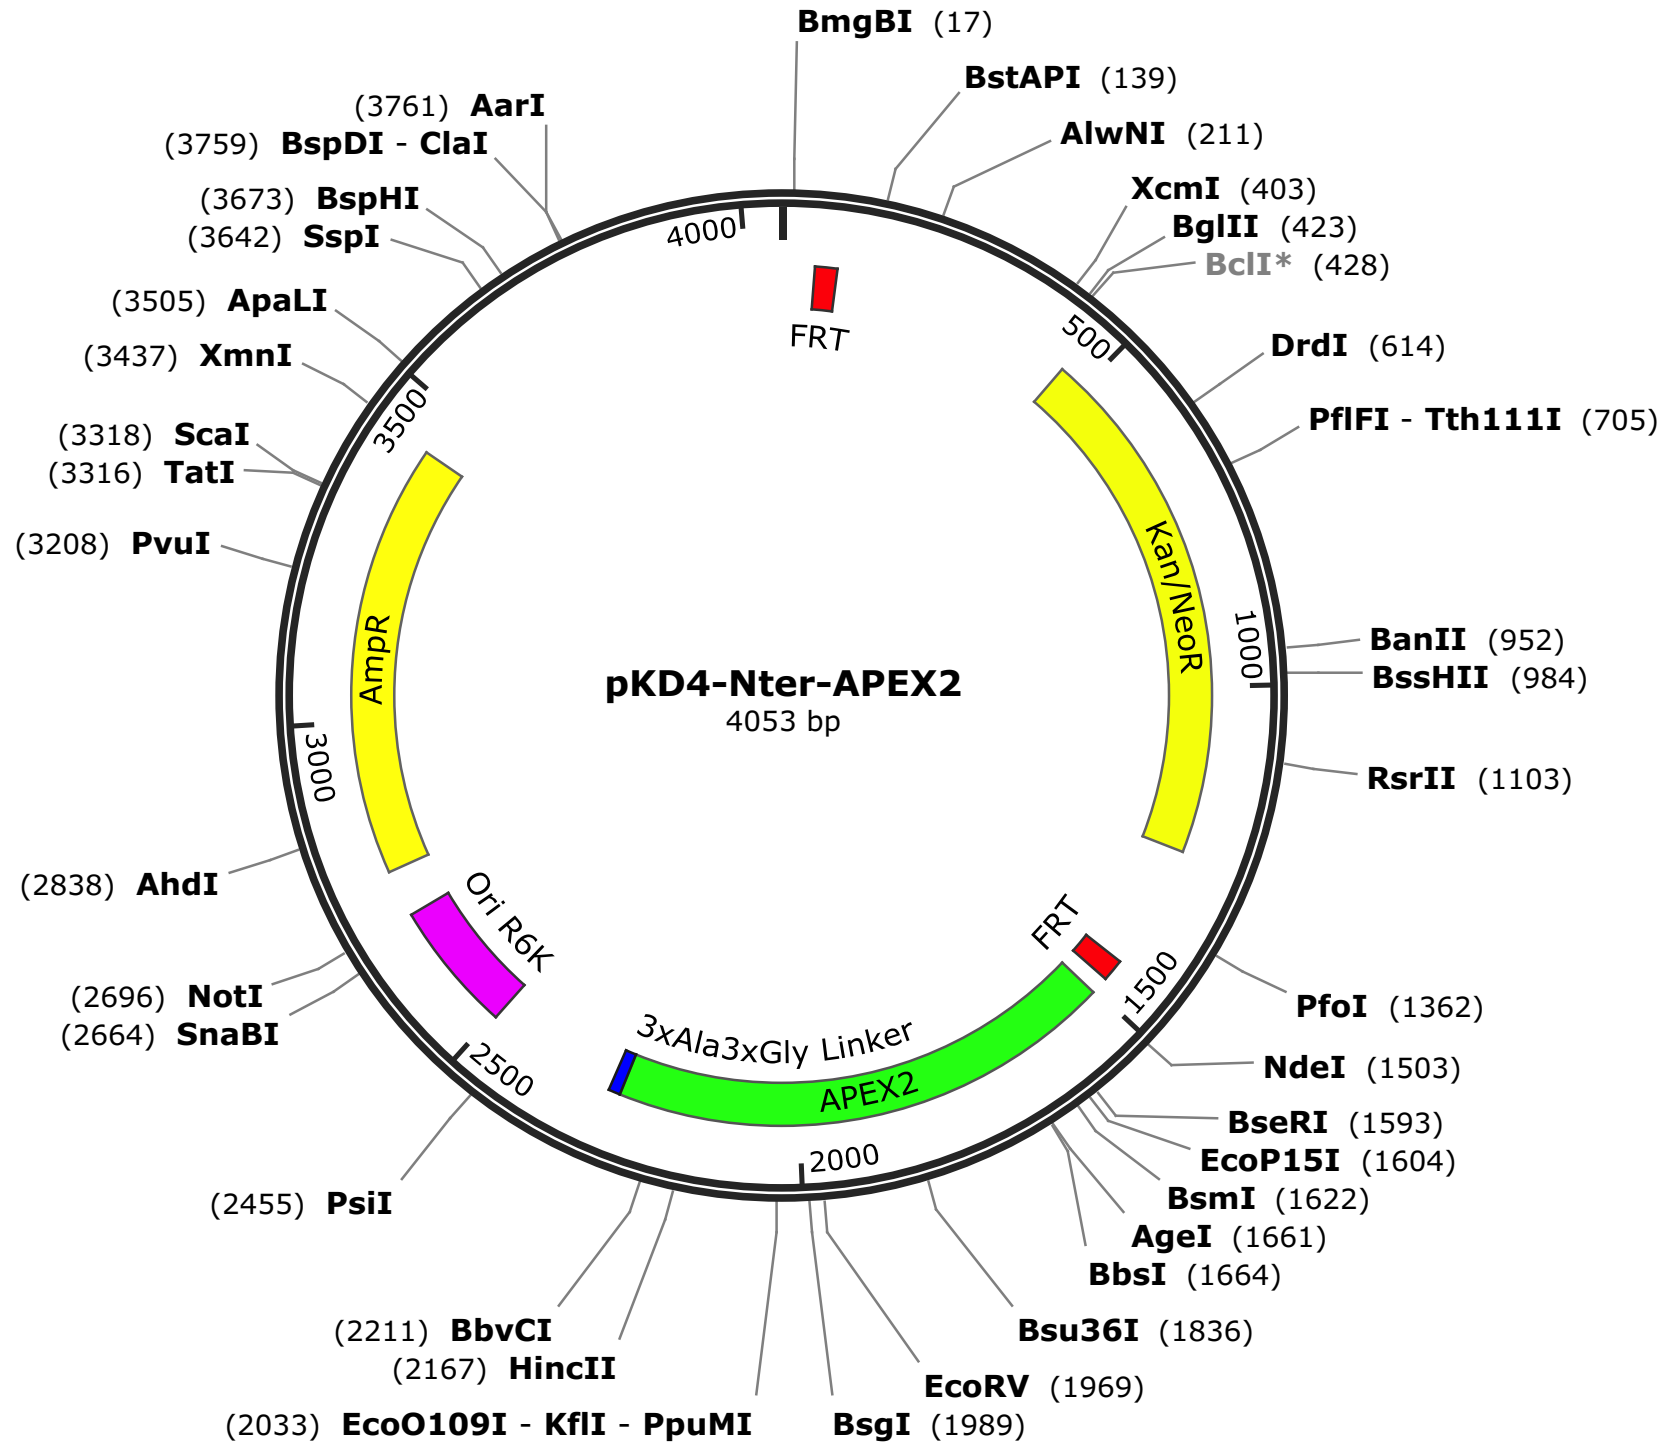 BmgBI (17)
BstAPI (139)
AlwNI (211)
XcmI (403)
BglII (423)
BclI* (428)
DrdI (614)
PflFI - Tth111I (705)
BanII (952)
BssHII (984)
RsrII (1103)
PfoI (1362)
NdeI (1503)
BseRI (1593)
EcoP15I (1604)
BsmI (1622)
AgeI (1661)
BbsI (1664)
Bsu36I (1836)
EcoRV (1969)
BsgI (1989)
(2033) EcoO109I - KflI - PpuMI
(2167) HincII
(2211) BbvCI
(2455) PsiI
(2664) SnaBI
(2696) NotI
(2838) AhdI
(3208) PvuI
(3316) TatI
(3318) ScaI
(3437) XmnI
(3505) ApaLI
(3642) SspI
(3673) BspHI
(3759) BspDI - ClaI
(3761) AarI
500
1000
1500
2000
2500
3000
3500
4000
FRT
Kan/NeoR
FRT
APEX2
3xAla3xGly Linker
Ori R6K
AmpR
pKD4-Nter-APEX2
4053 bp